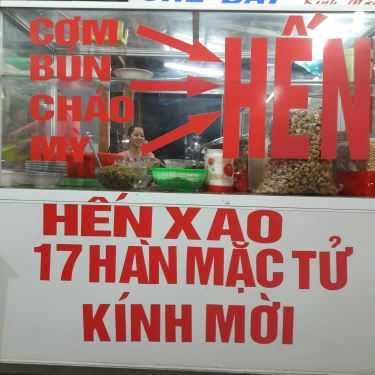 CƠM
BÚN
CHÁO
MỲ
HẾN
HẾN XÀO
17 HÀN MẶC TỬ
KÍNH MỜI